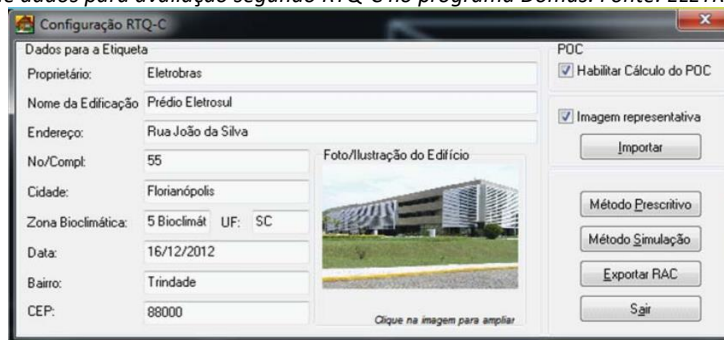 de dados para avaliação segundo RTQ-C no programa Domus. Fonte:
Configuração RTQ-C
Dados para a Etiqueta
Proprietário: Eletrobras
Nome da Edificação Prédio Eletrosul
Endereço: Rua João da Silva
No/Compl: 55
Cidade: Florianópolis
Zona Bioclimática: 5 Bioclimát UF: SC
Data: 16/12/2012
Bairro: Trindade
CEP: 88000
Foto/Ilustração do Edifício
Clique na imagem para ampliar
POC
Habilitar Cálculo do POC
Imagem representativa
Importar
Método Prescritivo
Método Simulação
Exportar RAC
Sair